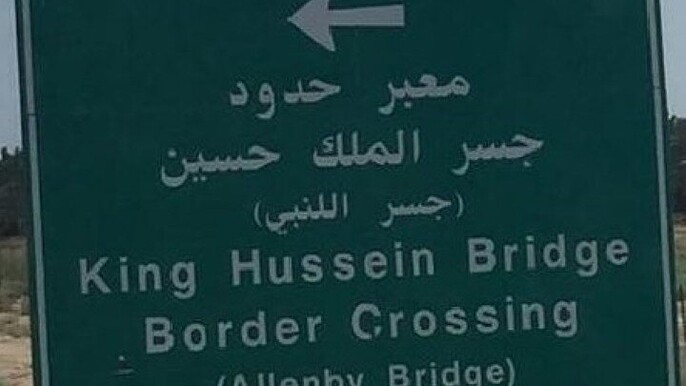 معبر حدود
جسر الملك حسين
(جسر اللنبي)
King Hussein Bridge
Border Crossing
(Allenby Bridge)